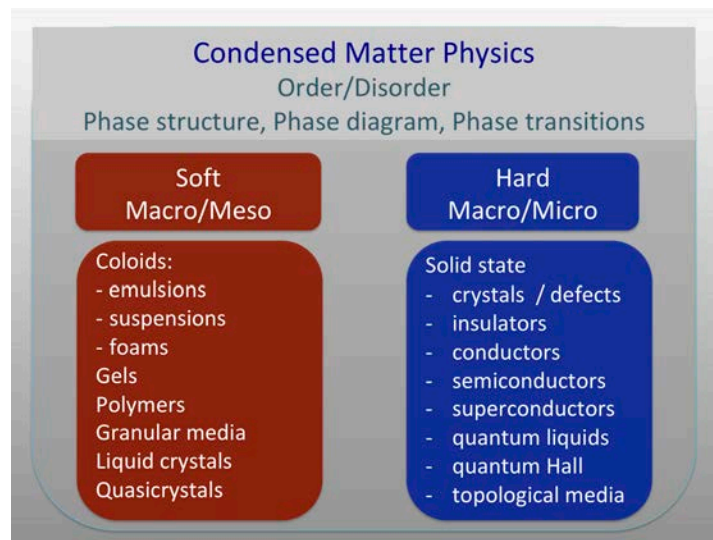 Condensed Matter Physics
Order/Disorder
Phase structure, Phase diagram, Phase transitions
Soft
Macro/Meso
Coloids:
- emulsions
- suspensions
- foams
Gels
Polymers
Granular media
Liquid crystals
Quasicrystals
Hard
Macro/Micro
Solid state
- crystals / defects
- insulators
- conductors
- semiconductors
- superconductors
- quantum liquids
- quantum Hall
- topological media